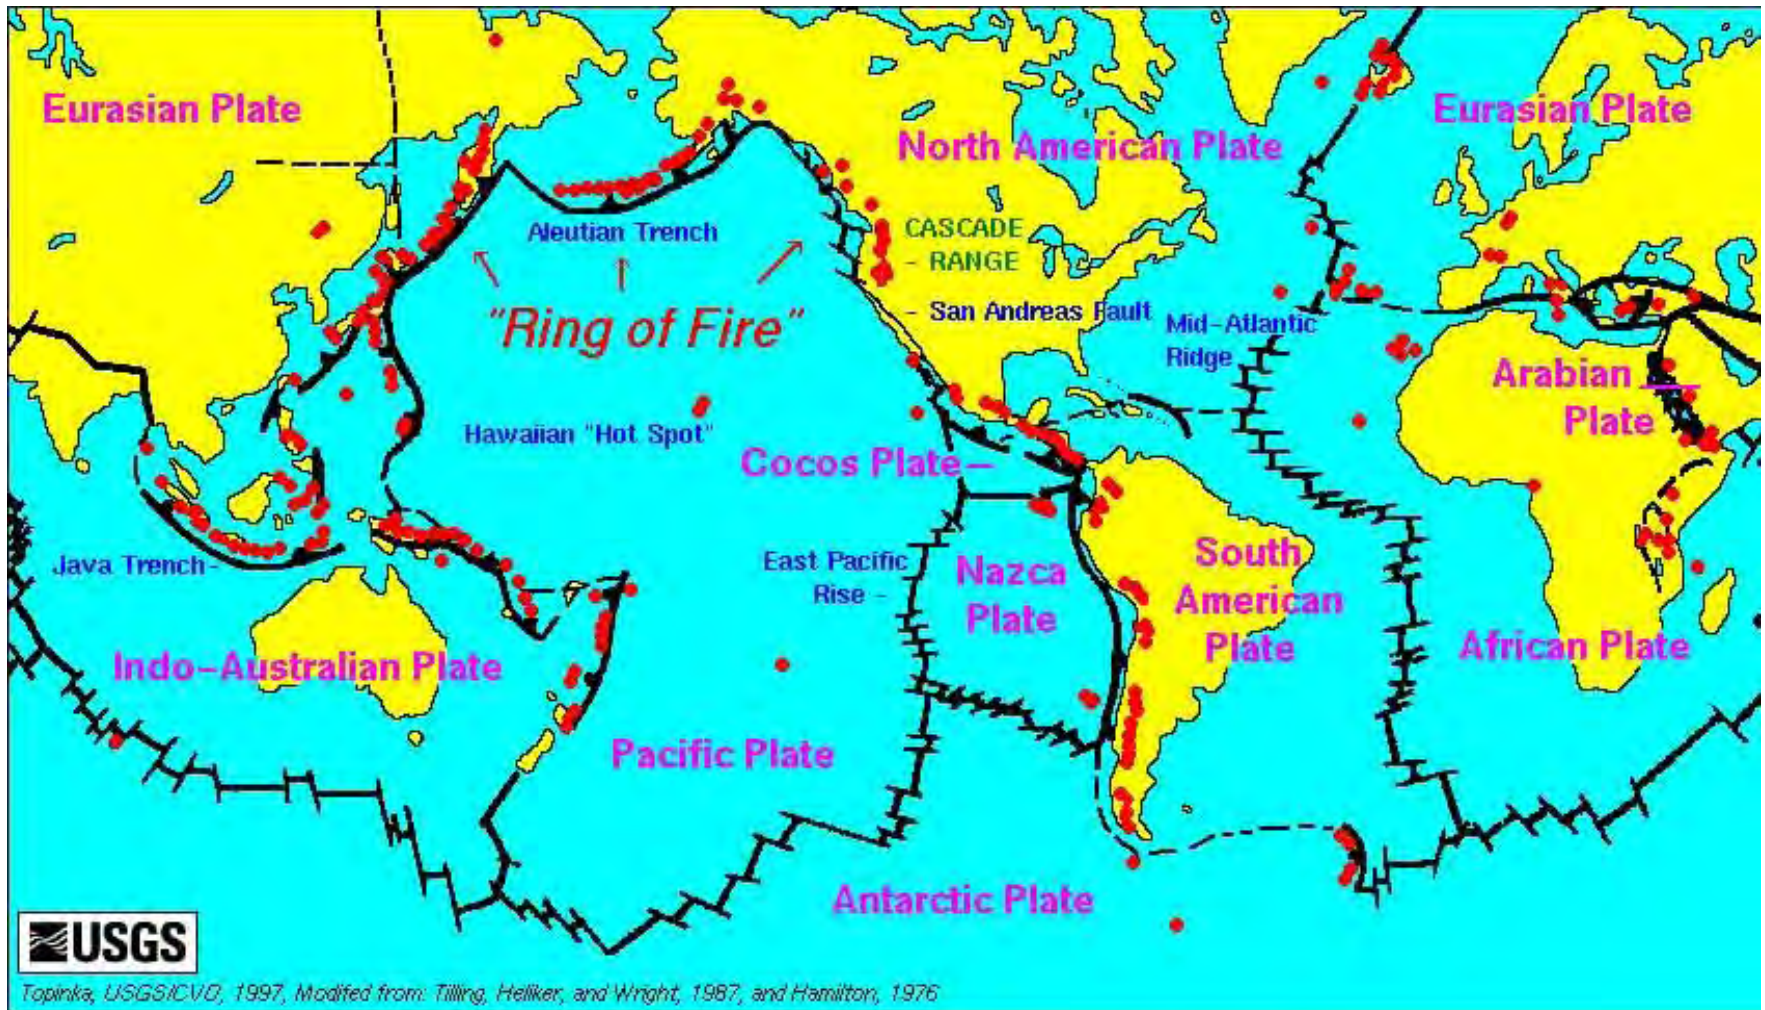 Eurasian Plate
North American Plate
Eurasian Plate
Aleutian Trench
CASCADE
- RANGE
"Ring of Fire"
- San Andreas Fault
Mid-Atlantic
Ridge
Arabian
Plate
Hawaiian "Hot Spot"
Cocos Plate
Java Trench-
East Pacific
Rise -
Nazca
Plate
South
American
Plate
African Plate
Indo-Australian Plate
Pacific Plate
Antarctic Plate
USGS
Topinka, USGS/CVO, 1997, Modifed from: Tilling, Heliker, and Wright, 1987, and Hamilton, 1976